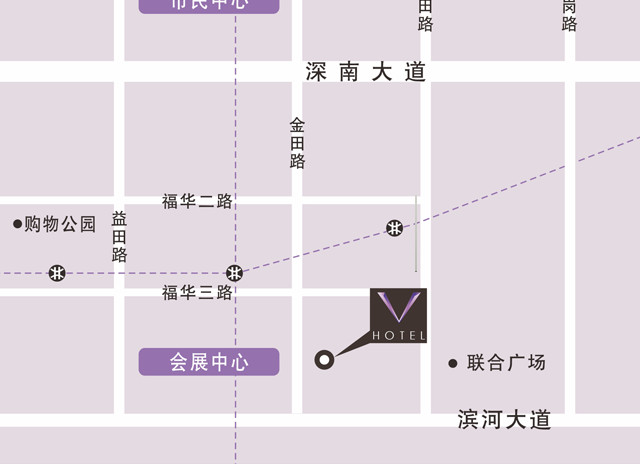 市民中心
田路
岗路
深南大道
金田路
福华二路
购物公园
益田路
福华三路
V
HOTEL
会展中心
联合广场
滨河大道